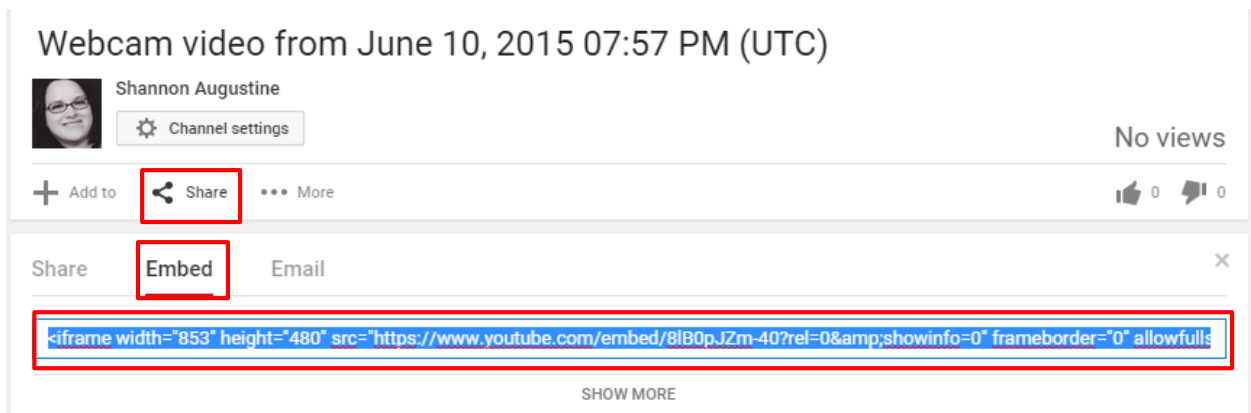 Webcam video from June 10, 2015 07:57 PM (UTC)
Shannon Augustine
Channel settings
No views
Add to Share More 0 0
Share Embed Email
<iframe width="853" height="480" src="https://www.youtube.com/embed/8lB0pJZm-40?rel=0&amp;showinfo=0" frameborder="0" allowfulls
SHOW MORE